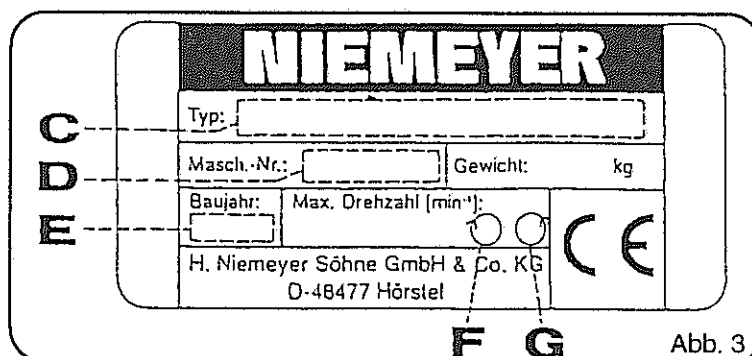 NIEMEYER
C Typ:
D Masch.-Nr.: Gewicht: kg
E Baujahr: Max. Drehzahl (min⁻¹):
H. Niemeyer Söhne GmbH & Co. KG
D-48477 Hörstel
CE
F G Abb. 3